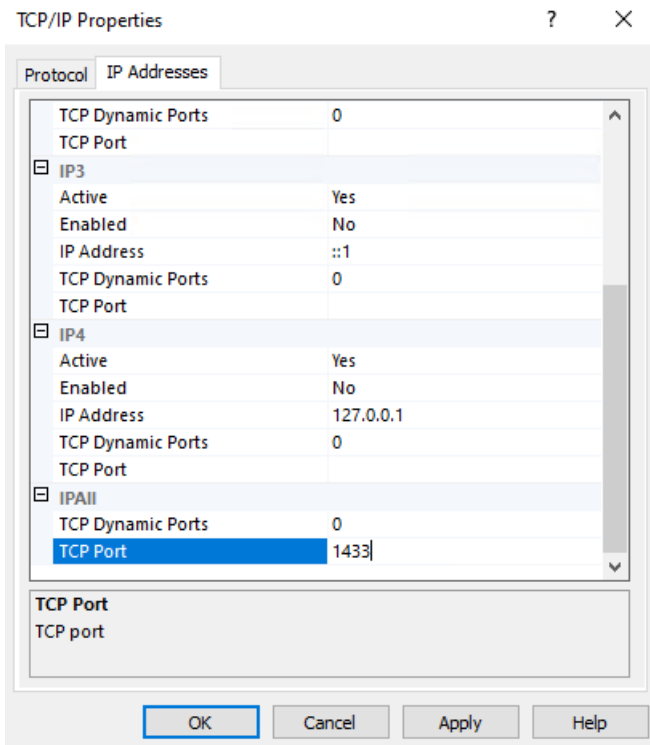 TCP/IP Properties ? ×
Protocol IP Addresses
TCP Dynamic Ports 0
TCP Port
IP3
Active Yes
Enabled No
IP Address ::1
TCP Dynamic Ports 0
TCP Port
IP4
Active Yes
Enabled No
IP Address 127.0.0.1
TCP Dynamic Ports 0
TCP Port
IPAll
TCP Dynamic Ports 0
TCP Port 1433
TCP Port
TCP port
OK Cancel Apply Help